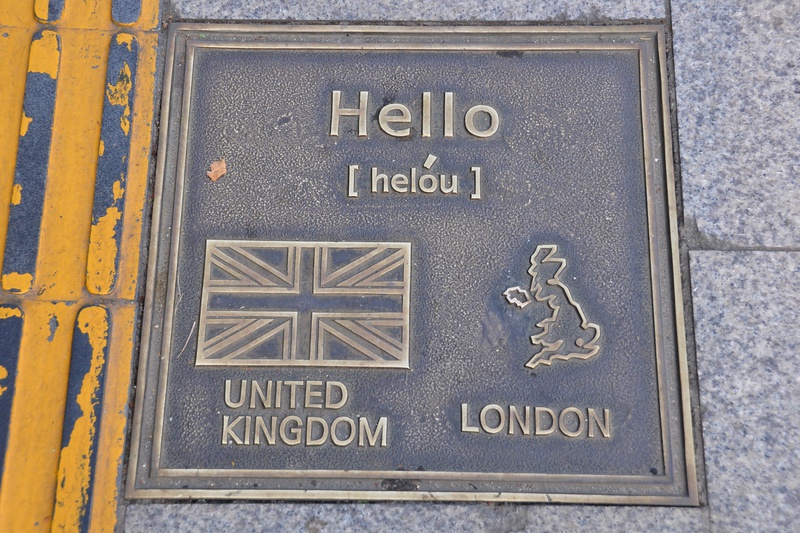 Hello
[ helóu ]
UNITED
KINGDOM
LONDON